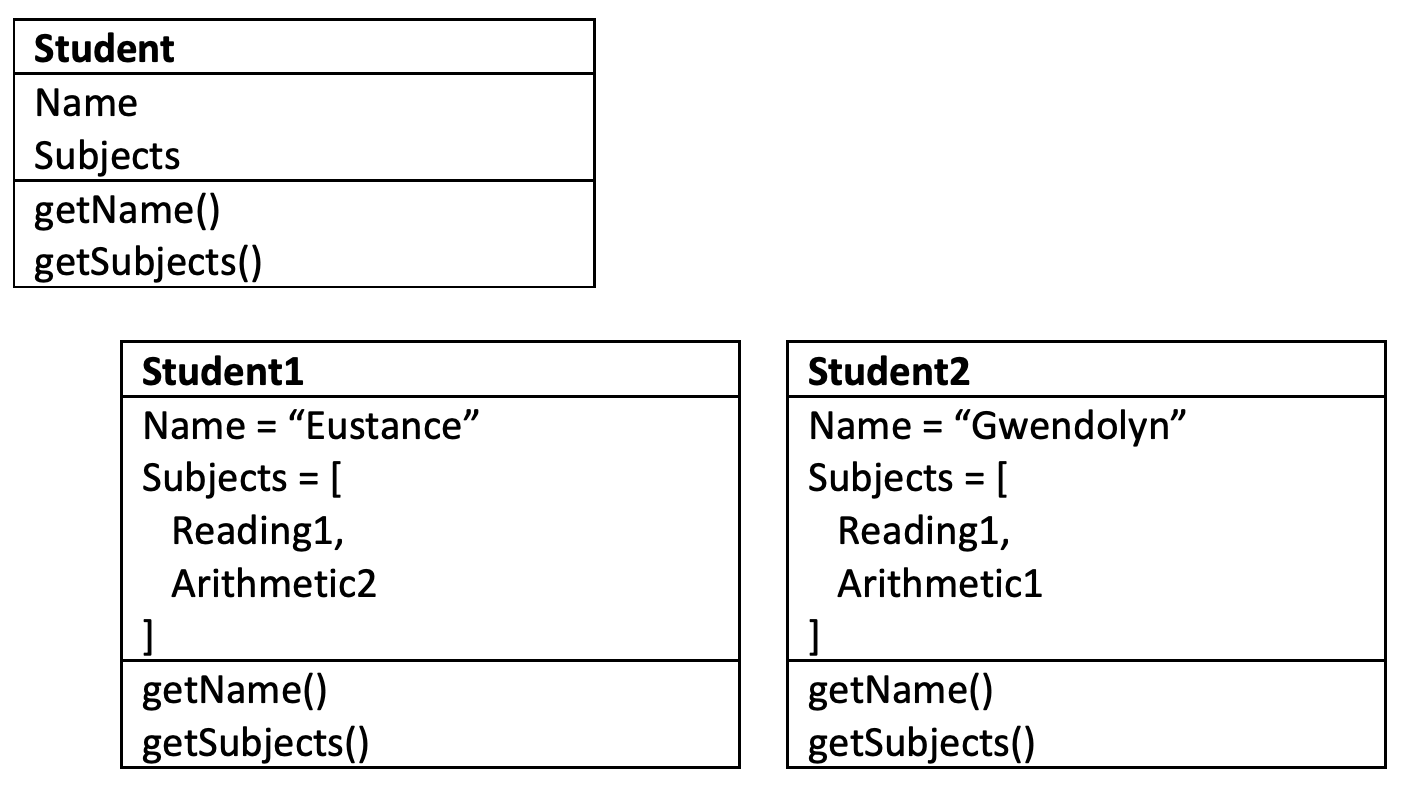 Student
Name
Subjects
getName()
getSubjects()
Student1
Name = “Eustance”
Subjects = [
Reading1,
Arithmetic2
]
getName()
getSubjects()
Student2
Name = “Gwendolyn”
Subjects = [
Reading1,
Arithmetic1
]
getName()
getSubjects()